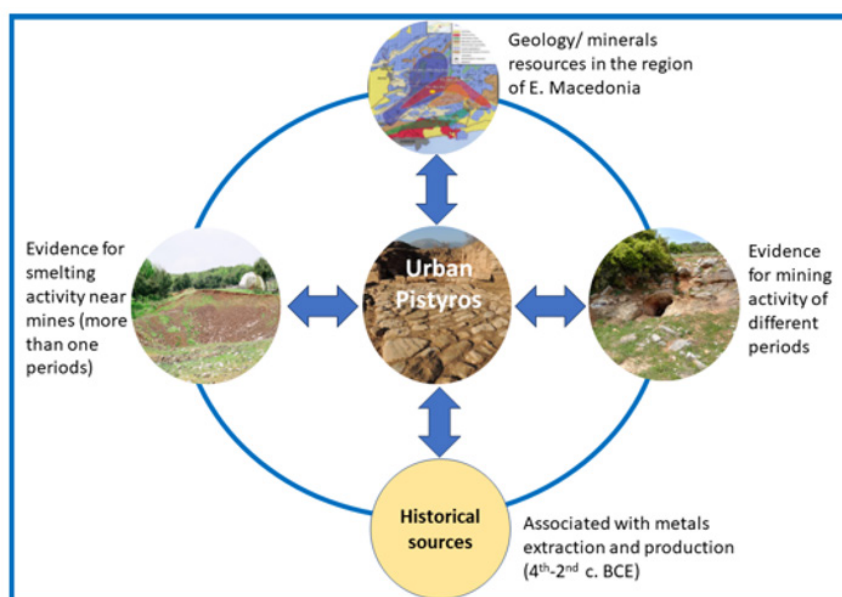 Geology/ minerals
resources in the region
of E. Macedonia
Evidence for
smelting
activity near
mines (more
than one
periods)
Urban
Pistyros
Evidence
for mining
activity of
different
periods
Historical
sources
Associated with metals
extraction and production
(4th-2nd c. BCE)